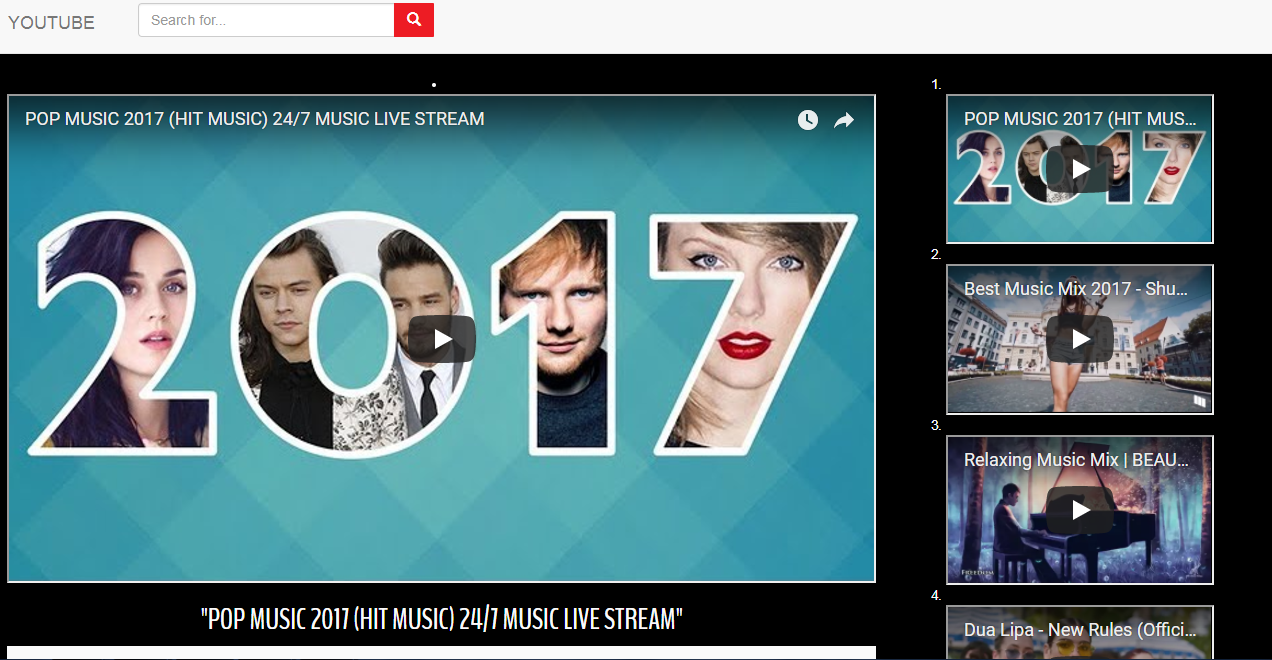 YOUTUBE
Search for...
POP MUSIC 2017 (HIT MUSIC) 24/7 MUSIC LIVE STREAM
2017
"POP MUSIC 2017 (HIT MUSIC) 24/7 MUSIC LIVE STREAM"
1.
POP MUSIC 2017 (HIT MUS...
2017
2.
Best Music Mix 2017 - Shu...
3.
Relaxing Music Mix | BEAU...
FREEDOM
4.
Dua Lipa - New Rules (Offici...